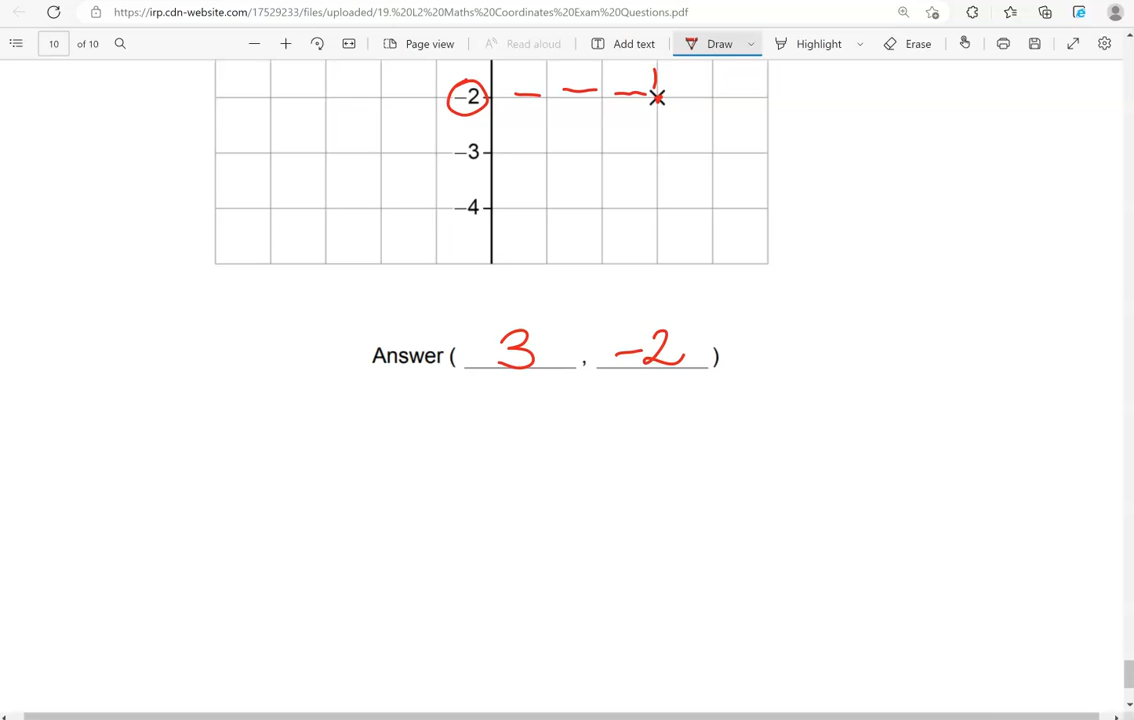 https://irp.cdn-website.com/17529233/files/uploaded/19.%20L2%20Maths%20Coordinates%20Exam%20Questions.pdf
10 of 10 Page view Read aloud Add text Draw Highlight Erase
−2
−3
−4
Answer ( 3 , −2 )